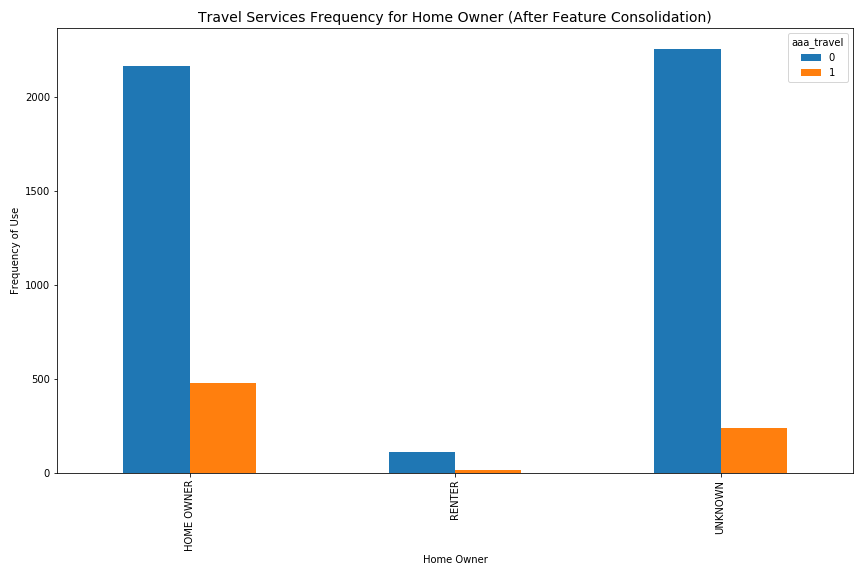 Travel Services Frequency for Home Owner (After Feature Consolidation)
aaa_travel
0
1
2000
1500
1000
500
0
Frequency of Use
HOME OWNER
RENTER
UNKNOWN
Home Owner